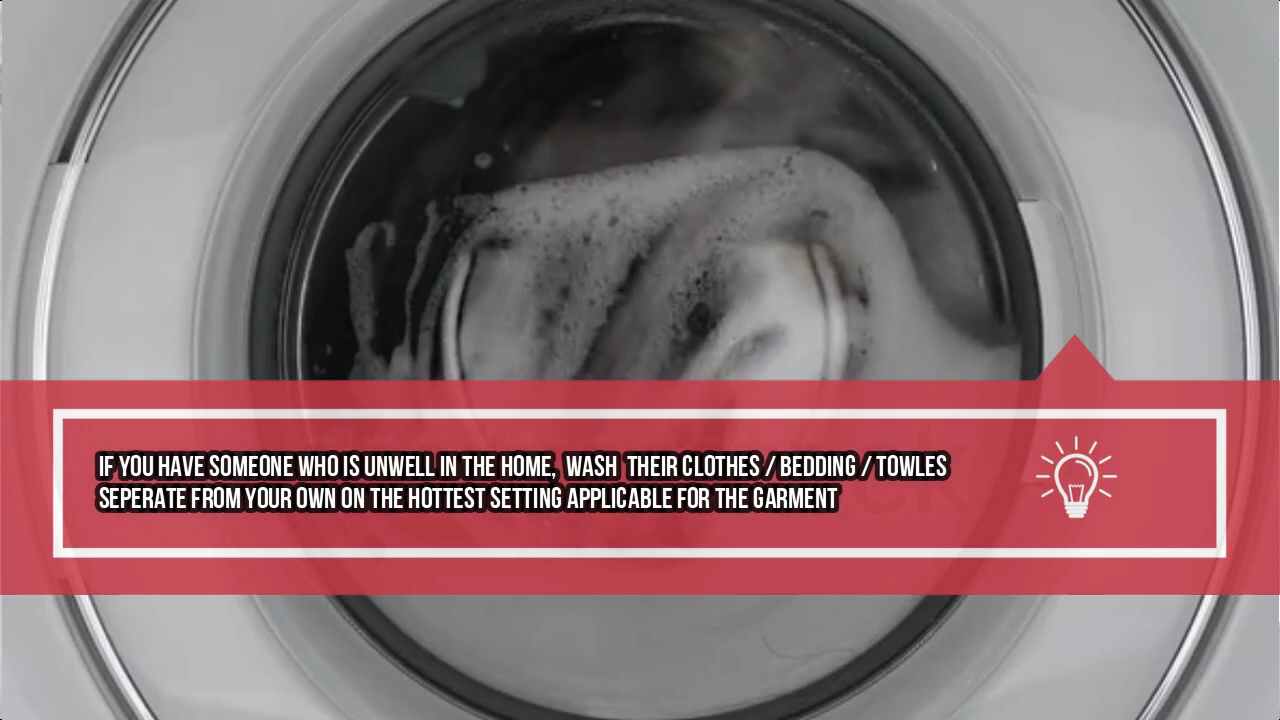 IF YOU HAVE SOMEONE WHO IS UNWELL IN THE HOME, WASH THEIR CLOTHES / BEDDING / TOWLES
SEPERATE FROM YOUR OWN ON THE HOTTEST SETTING APPLICABLE FOR THE GARMENT